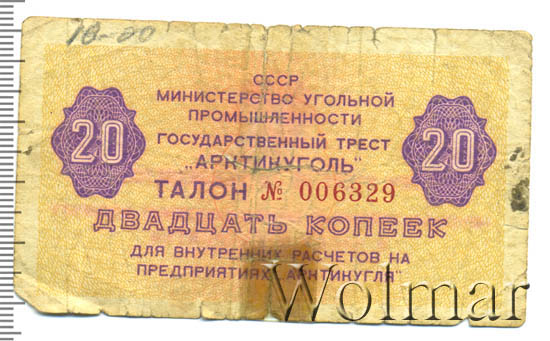 18-20
СССР
МИНИСТЕРСТВО УГОЛЬНОЙ
ПРОМЫШЛЕННОСТИ
ГОСУДАРСТВЕННЫЙ ТРЕСТ
„АРКТИКУГОЛЬ"
20
20
ТАЛОН № 006329
ДВАДЦАТЬ КОПЕЕК
ДЛЯ ВНУТРЕННИХ РАСЧЕТОВ НА
ПРЕДПРИЯТИЯХ „АРКТИКУГЛЯ"
Wolmar